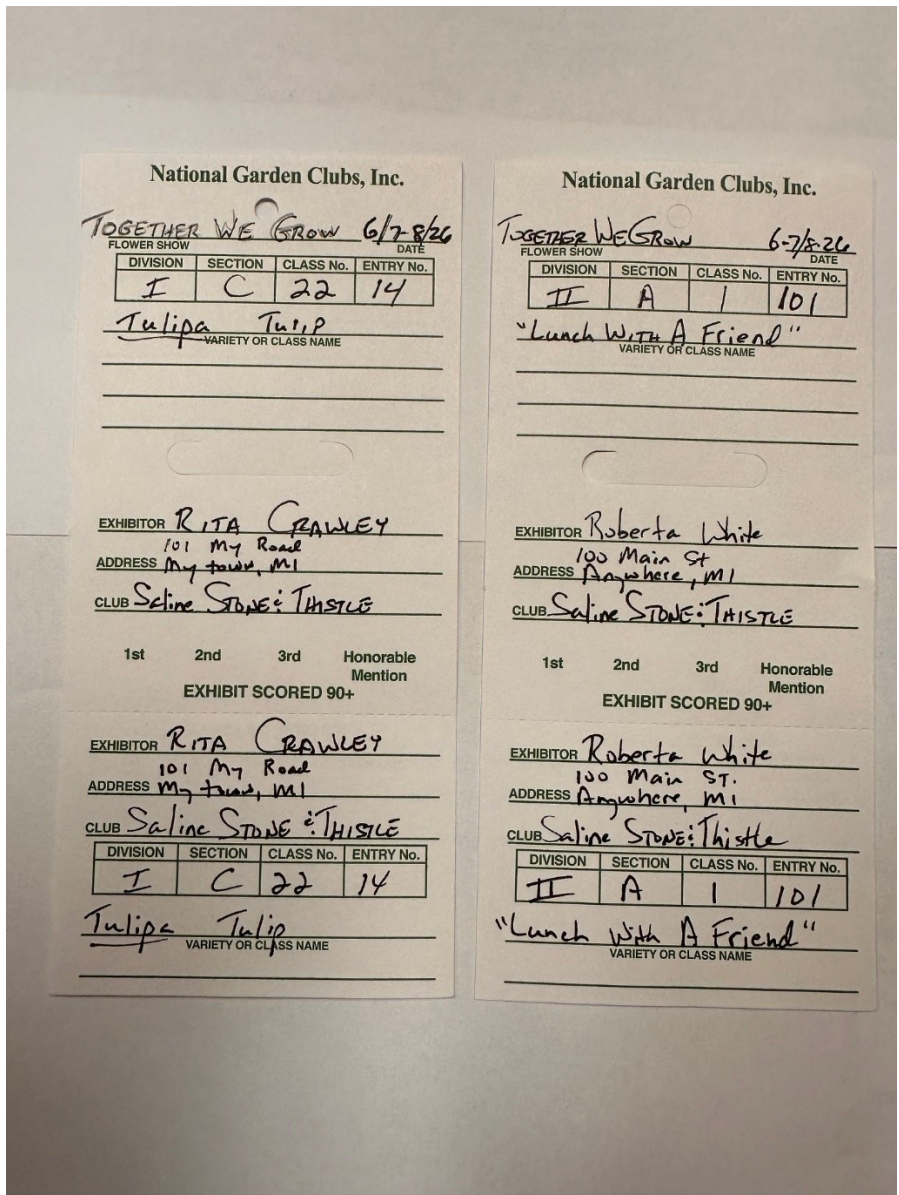 National Garden Clubs, Inc.
TOGETHER WE GROW 6/7-8/26
FLOWER SHOW DATE
DIVISION SECTION CLASS No. ENTRY No.
I C 22 14
Tulipa Tulip
VARIETY OR CLASS NAME
EXHIBITOR RITA CRAWLEY
101 My Road
ADDRESS My town, MI
CLUB Saline STONE & THISTLE
1st 2nd 3rd Honorable
Mention
EXHIBIT SCORED 90+
EXHIBITOR RITA CRAWLEY
101 My Road
ADDRESS My town, MI
CLUB Saline STONE & THISTLE
DIVISION SECTION CLASS No. ENTRY No.
I C 22 14
Tulipa Tulip
VARIETY OR CLASS NAME
National Garden Clubs, Inc.
TOGETHER WE GROW 6-7/8-26
FLOWER SHOW DATE
DIVISION SECTION CLASS No. ENTRY No.
II A 1 101
"Lunch WITH A Friend"
VARIETY OR CLASS NAME
EXHIBITOR Roberta White
100 Main St
ADDRESS Anywhere, MI
CLUB Saline STONE & THISTLE
1st 2nd 3rd Honorable
Mention
EXHIBIT SCORED 90+
EXHIBITOR Roberta White
100 Main ST.
ADDRESS Anywhere, MI
CLUB Saline STONE & Thistle
DIVISION SECTION CLASS No. ENTRY No.
II A 1 101
"Lunch With A Friend"
VARIETY OR CLASS NAME